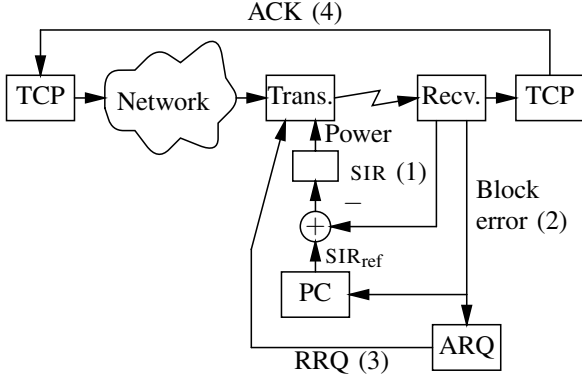 ACK (4)
TCP
Network
Trans.
Recv.
TCP
Power
SIR (1)
−
+
Block
error (2)
SIRref
PC
ARQ
RRQ (3)